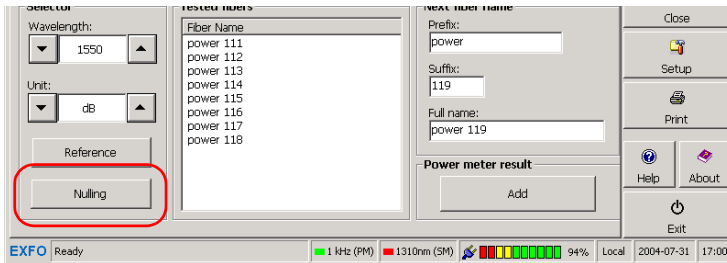 Selector
Wavelength:
1550
Unit:
dB
Reference
Nulling
Tested fibers
Fiber Name
power 111
power 112
power 113
power 114
power 115
power 116
power 117
power 118
Next fiber name
Prefix:
power
Suffix:
119
Full name:
power 119
Power meter result
Add
Close
Setup
Print
Help
About
Exit
EXFO Ready 1 kHz (PM) 1310nm (SM) 94% Local 2004-07-31 17:00